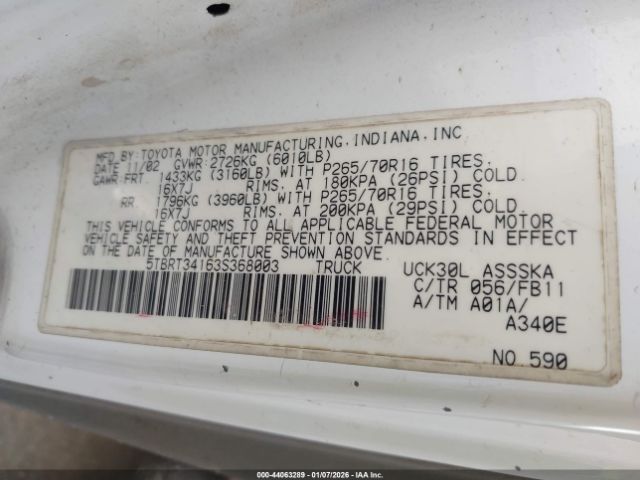 MFD BY:TOYOTA MOTOR MANUFACTURING, INDIANA, INC
DATE 11/02 GVWR:2726KG (6010LB)
GAWR:FRT. 1433KG (3160LB) WITH P265/70R16 TIRES.
16X7J RIMS. AT 180KPA (26PSI) COLD
RR 1796KG (3960LB) WITH P265/70R16 TIRES.
16X7J RIMS. AT 200KPA (29PSI) COLD
THIS VEHICLE CONFORMS TO ALL APPLICABLE FEDERAL MOTOR
VEHICLE SAFETY AND THEFT PREVENTION STANDARDS IN EFFECT
ON THE DATE OF MANUFACTURE SHOWN ABOVE.
5TBRT34163S368003 TRUCK
UCK30L ASSSKA
C/TR 056/FB11
A/TM A01A/
A340E
NO.590
000-44063289 - 01/07/2026 - IAA Inc.